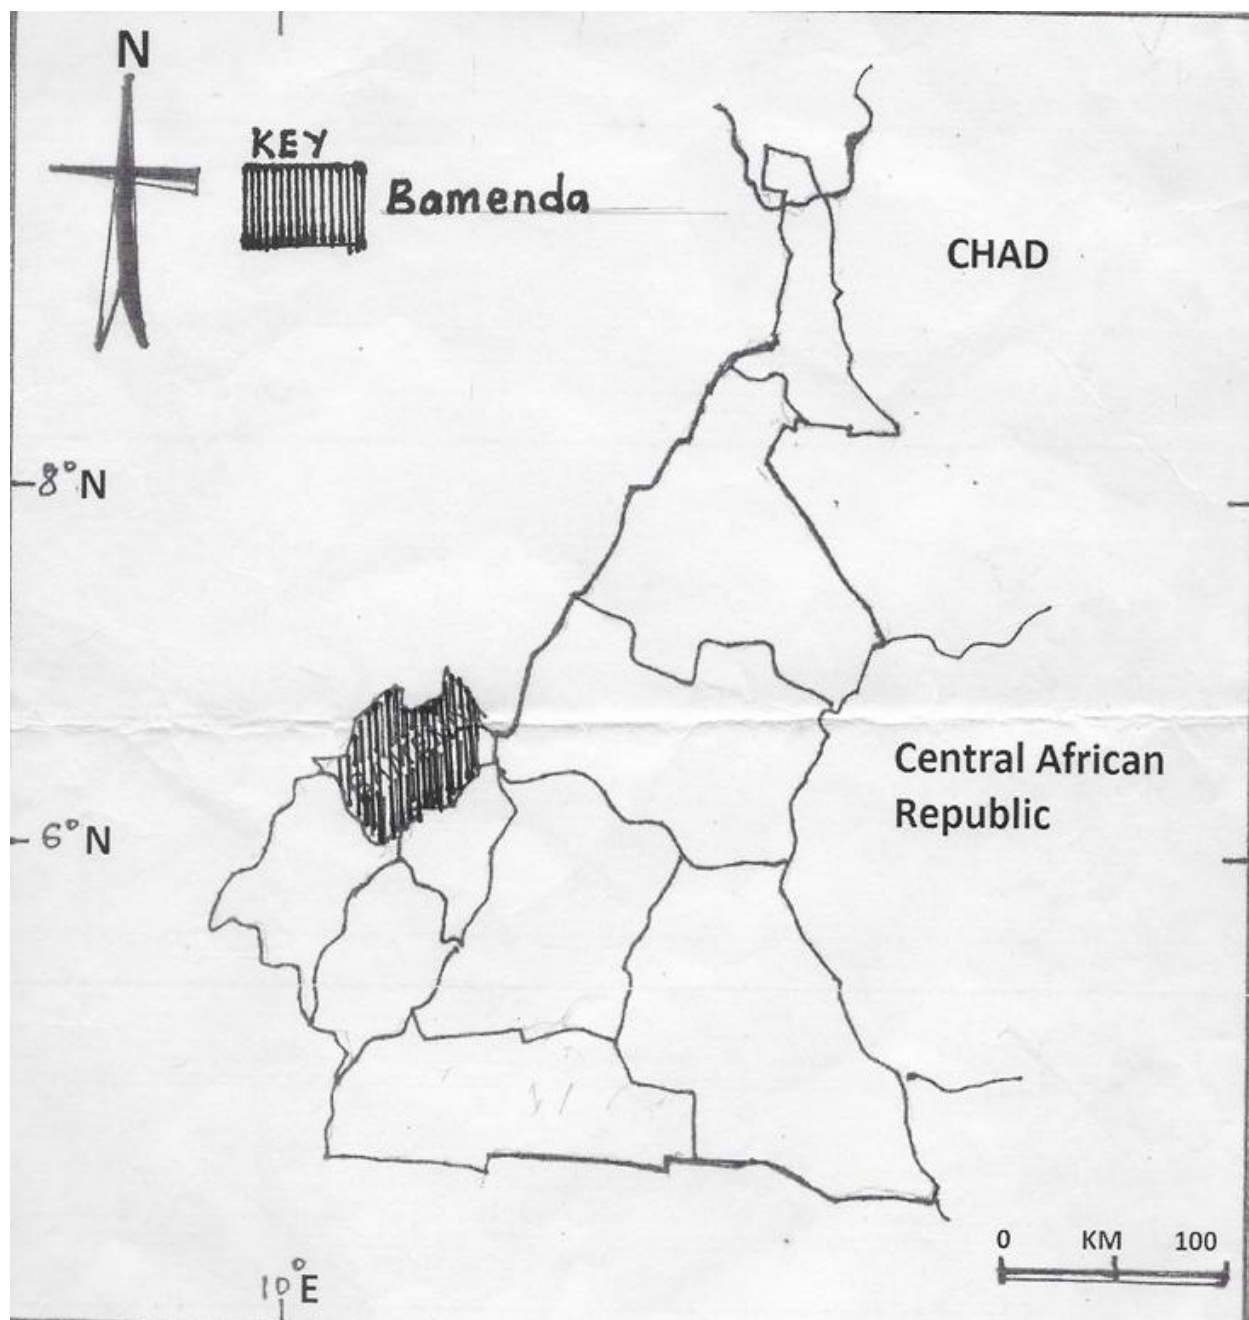 N
KEY
Bamenda
CHAD
8°N
6°N
Central African
Republic
0 KM 100
10°E